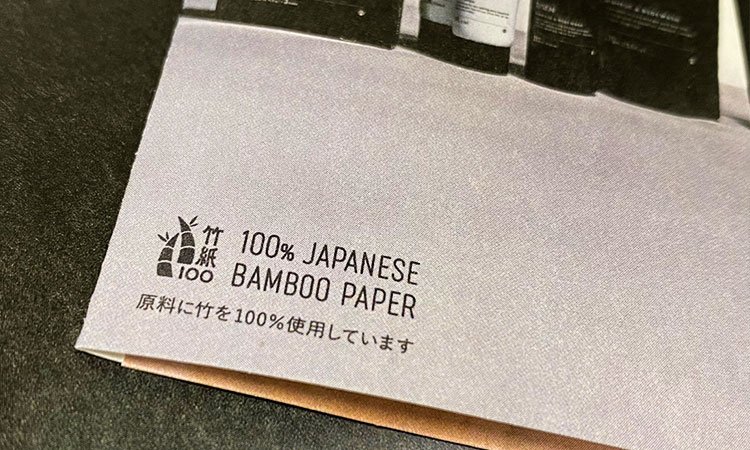 竹紙
100
100% JAPANESE
BAMBOO PAPER
原料に竹を100%使用しています